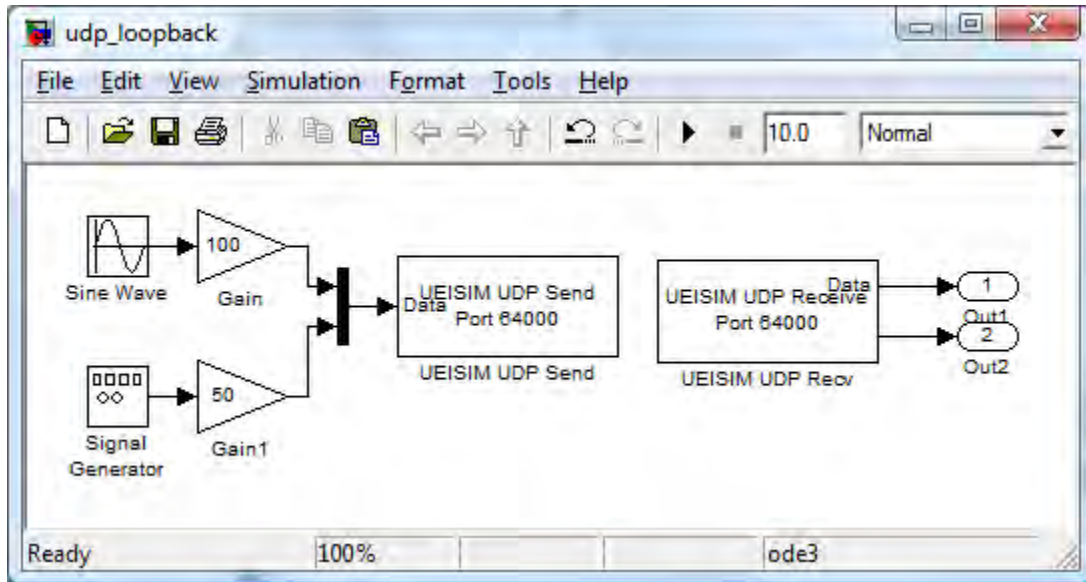 udp_loopback
File Edit View Simulation Format Tools Help
10.0 Normal
100
Sine Wave
Gain
Data
UEISIM UDP Send
Port 64000
UEISIM UDP Send
UEISIM UDP Receive
Port 64000
Data
UEISIM UDP Recv
1
Out1
2
Out2
50
Signal
Generator
Gain1
Ready 100% ode3